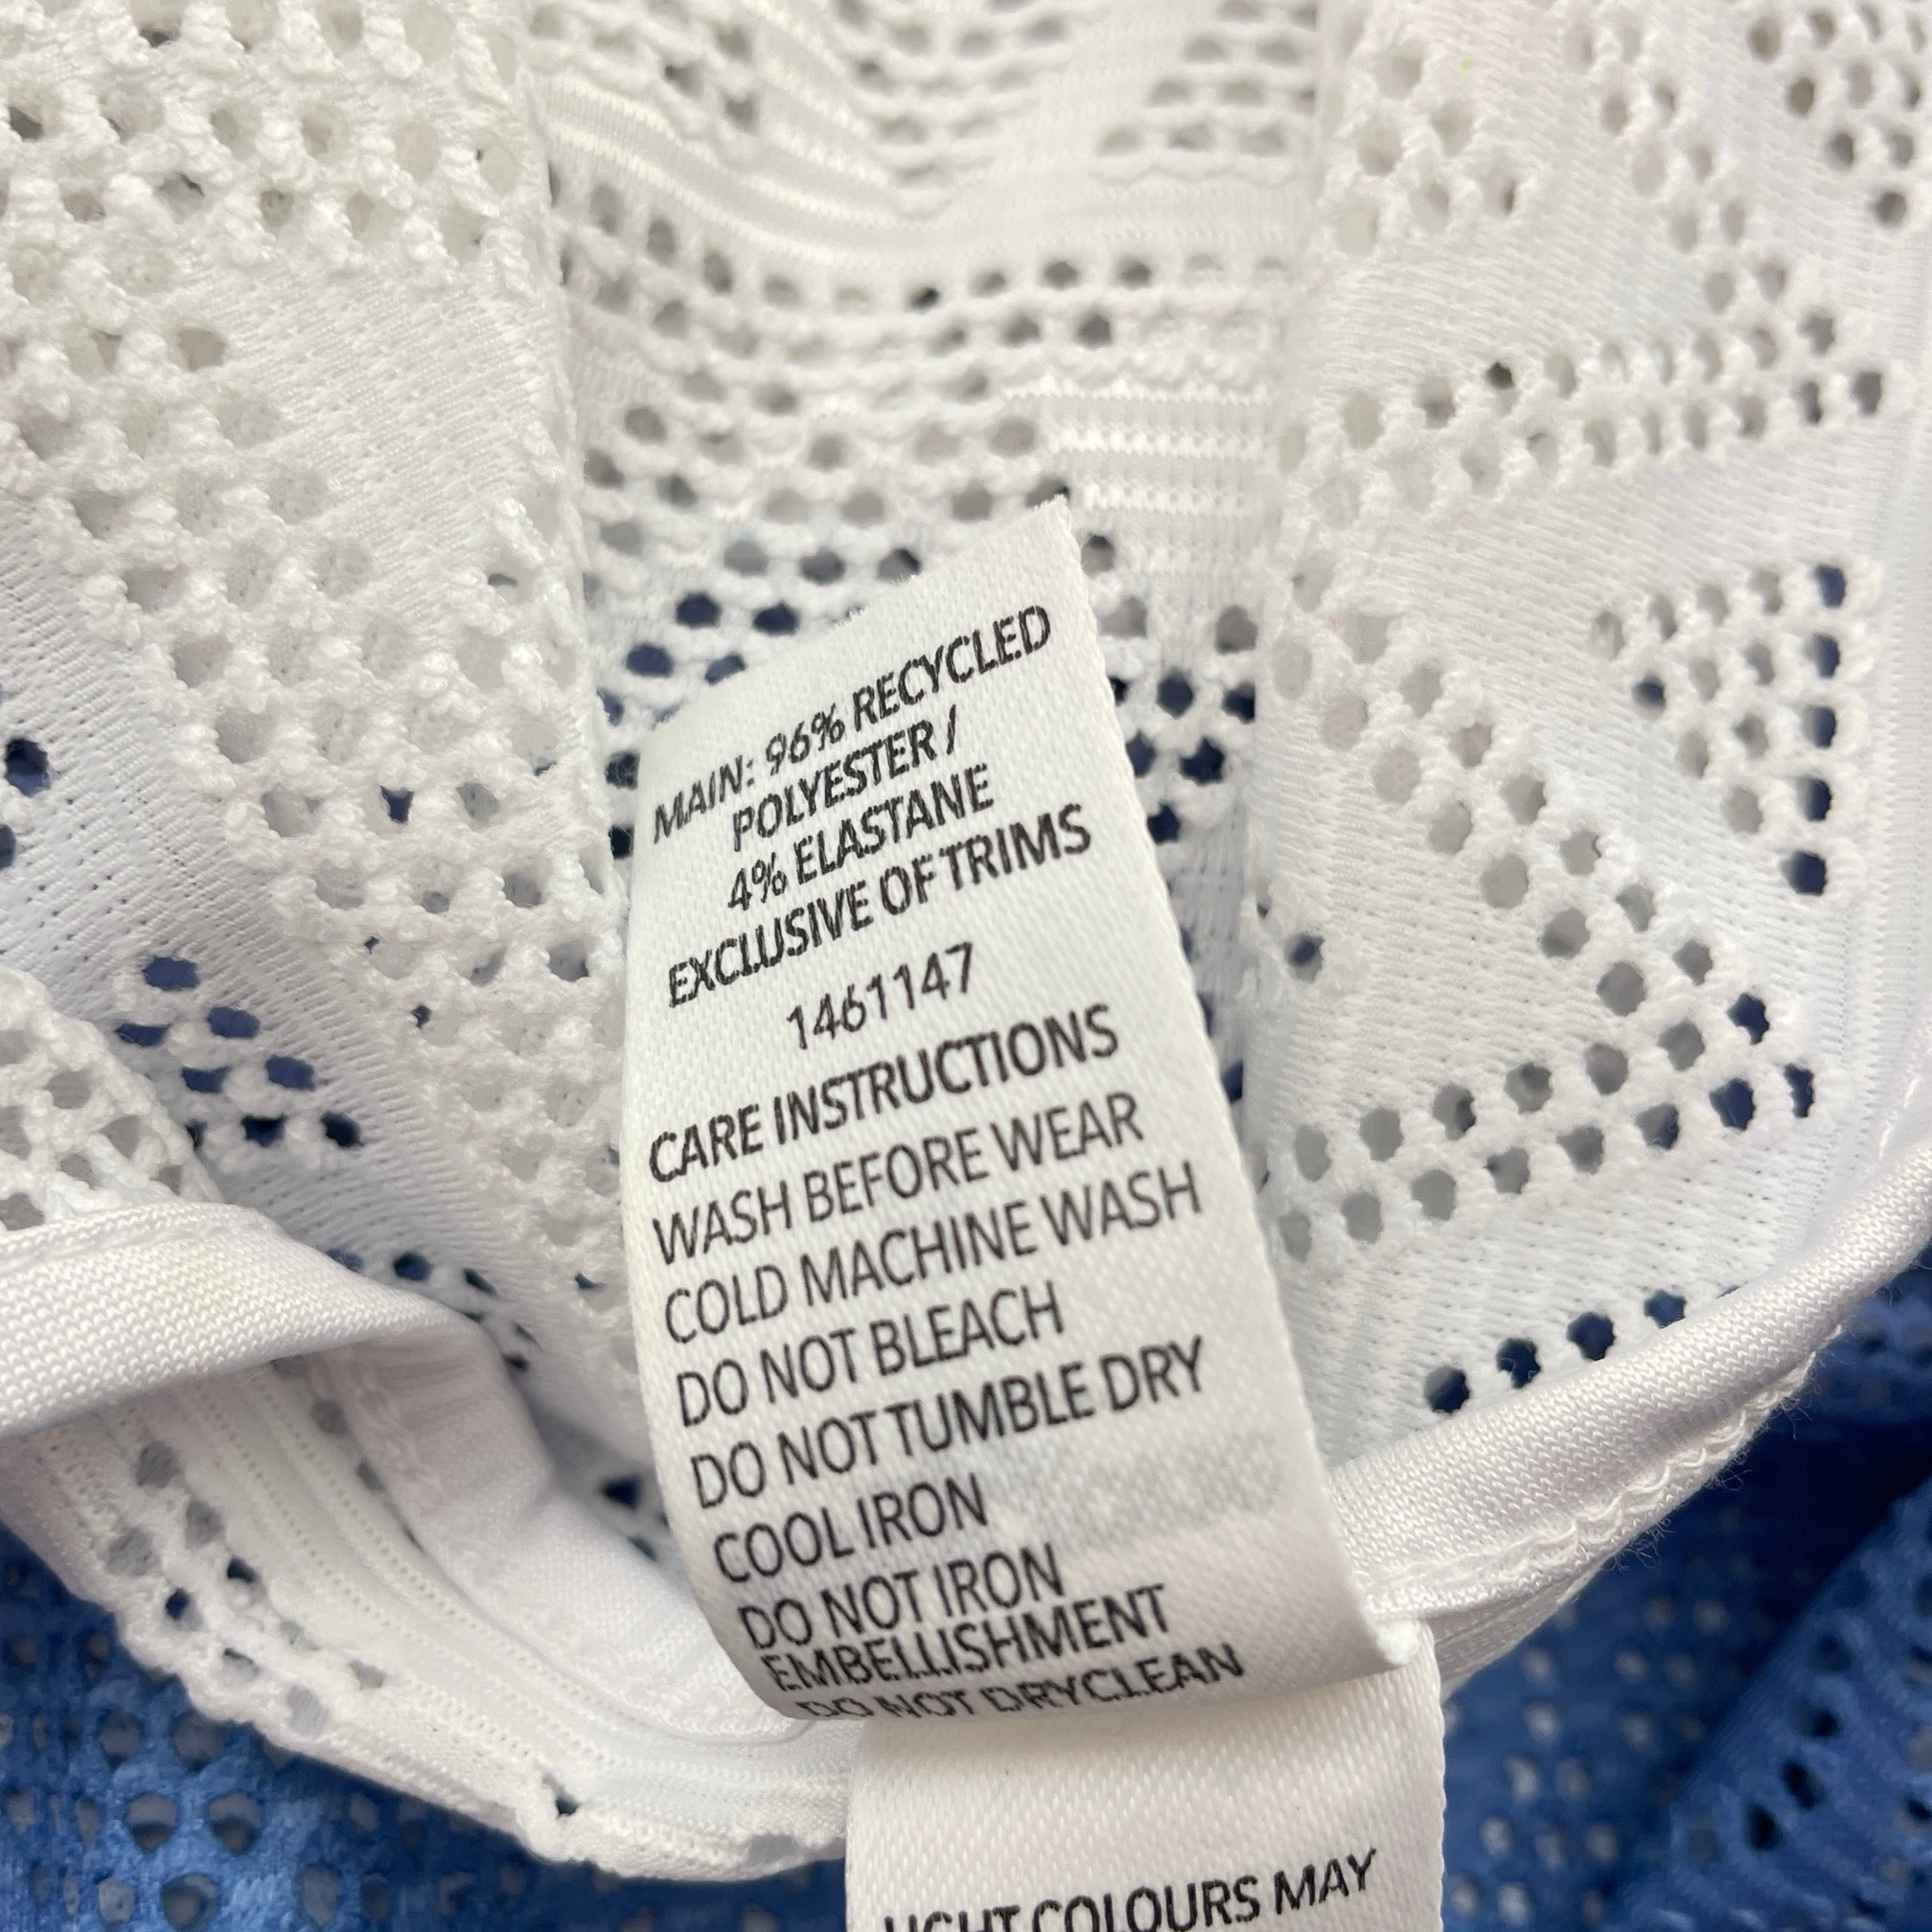 MAIN: 96% RECYCLED
POLYESTER /
4% ELASTANE
EXCLUSIVE OF TRIMS
1461147
CARE INSTRUCTIONS
WASH BEFORE WEAR
COLD MACHINE WASH
DO NOT BLEACH
DO NOT TUMBLE DRY
COOL IRON
DO NOT IRON
EMBELLISHMENT
DO NOT DRYCLEAN
LIGHT COLOURS MAY